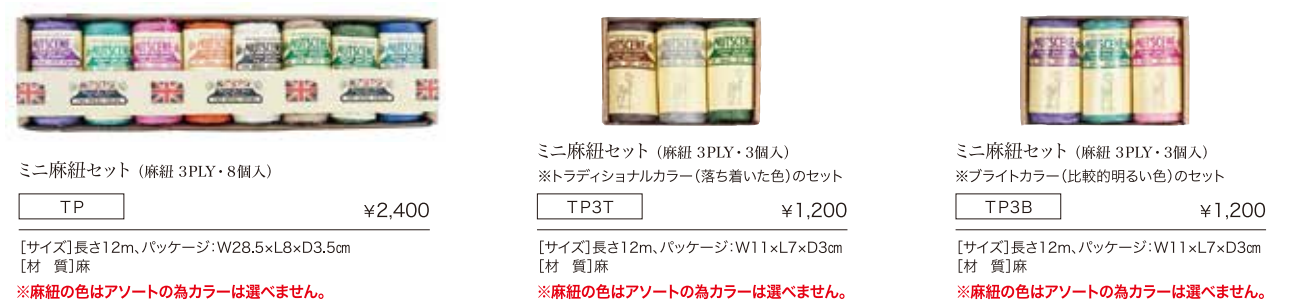 NUTSCENE
NUTSCENE
NUTSCENE
ミニ麻紐セット（麻紐 3PLY・8個入）
TP
¥2,400
［サイズ］長さ12m、パッケージ：W28.5×L8×D3.5㎝
［材　質］麻
※麻紐の色はアソートの為カラーは選べません。
ミニ麻紐セット（麻紐 3PLY・3個入）
※トラディショナルカラー（落ち着いた色）のセット
TP3T
¥1,200
［サイズ］長さ12m、パッケージ：W11×L7×D3㎝
［材　質］麻
※麻紐の色はアソートの為カラーは選べません。
ミニ麻紐セット（麻紐 3PLY・3個入）
※ブライトカラー（比較的明るい色）のセット
TP3B
¥1,200
［サイズ］長さ12m、パッケージ：W11×L7×D3㎝
［材　質］麻
※麻紐の色はアソートの為カラーは選べません。